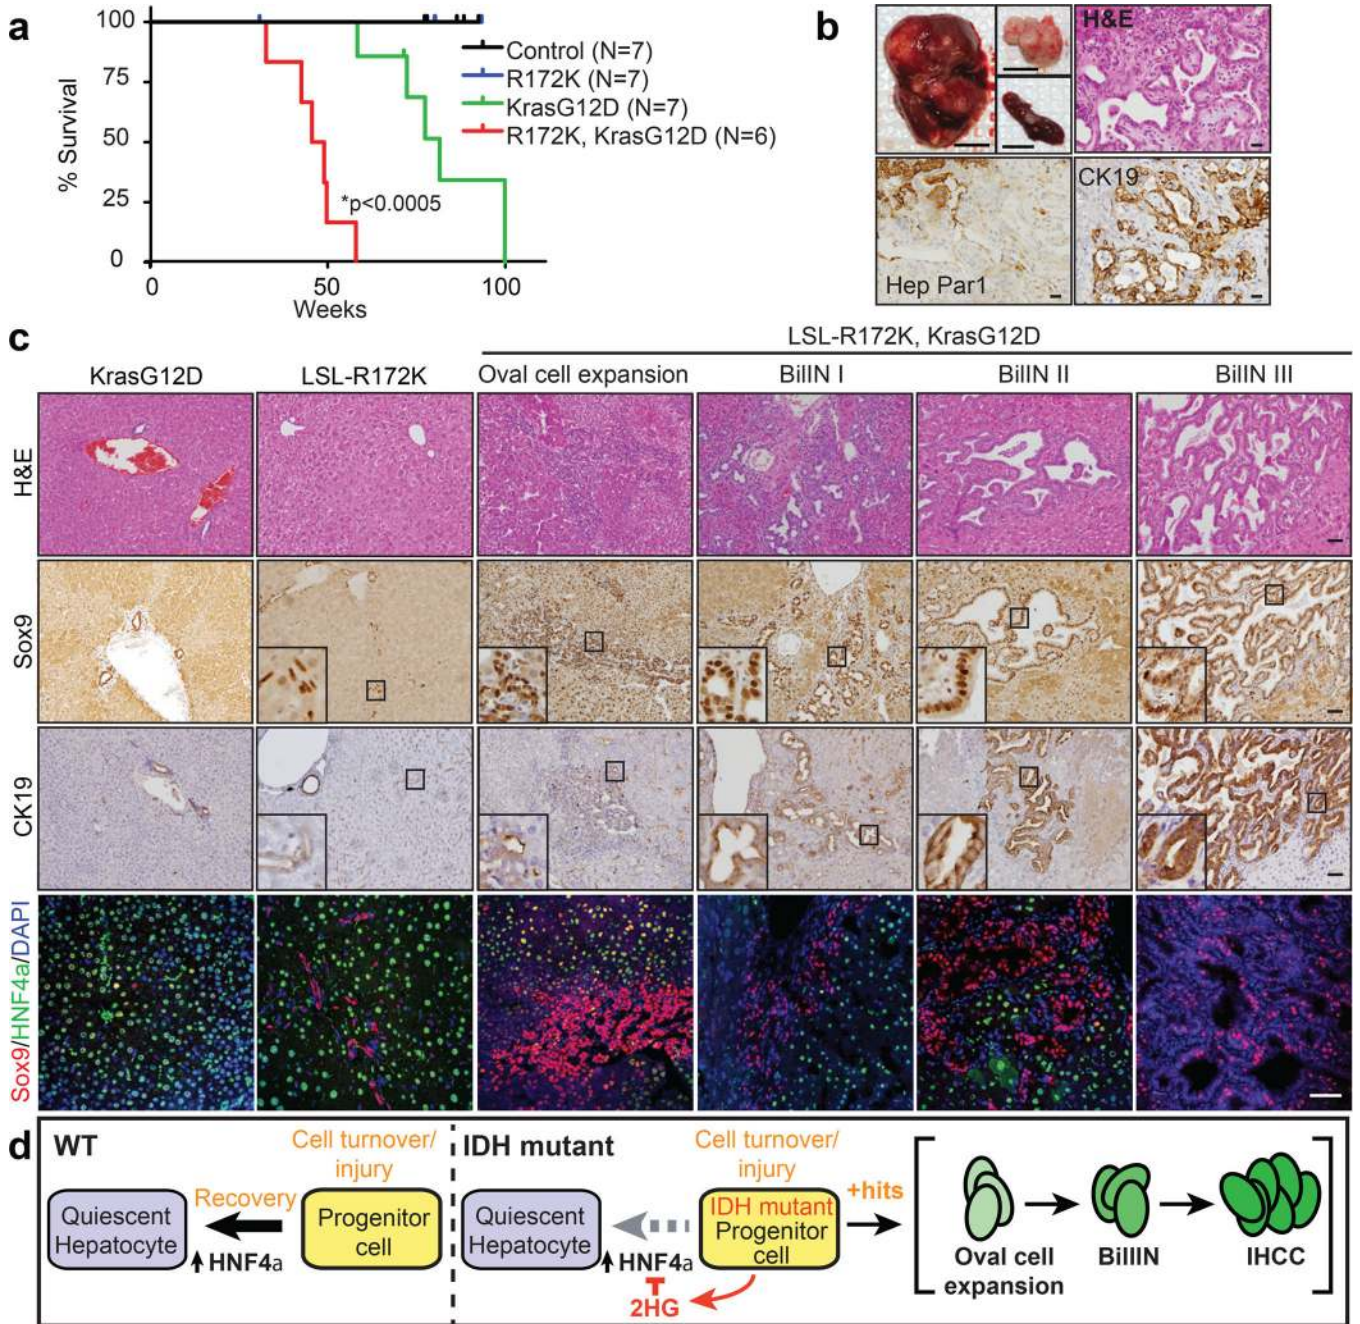 a
100
75
50
25
0
% Survival
0
50
100
Weeks
Control (N=7)
R172K (N=7)
KrasG12D (N=7)
R172K, KrasG12D (N=6)
*p<0.0005
b
H&E
Hep Par1
CK19
c
LSL-R172K, KrasG12D
KrasG12D
LSL-R172K
Oval cell expansion
BilIN I
BilIN II
BilIN III
H&E
Sox9
CK19
Sox9/HNF4a/DAPI
d
WT
Cell turnover/
injury
Recovery
Quiescent
Hepatocyte
HNF4a
Progenitor
cell
IDH mutant
Cell turnover/
injury
Quiescent
Hepatocyte
HNF4a
2HG
IDH mutant
Progenitor
cell
+hits
Oval cell
expansion
BilIIN
IHCC